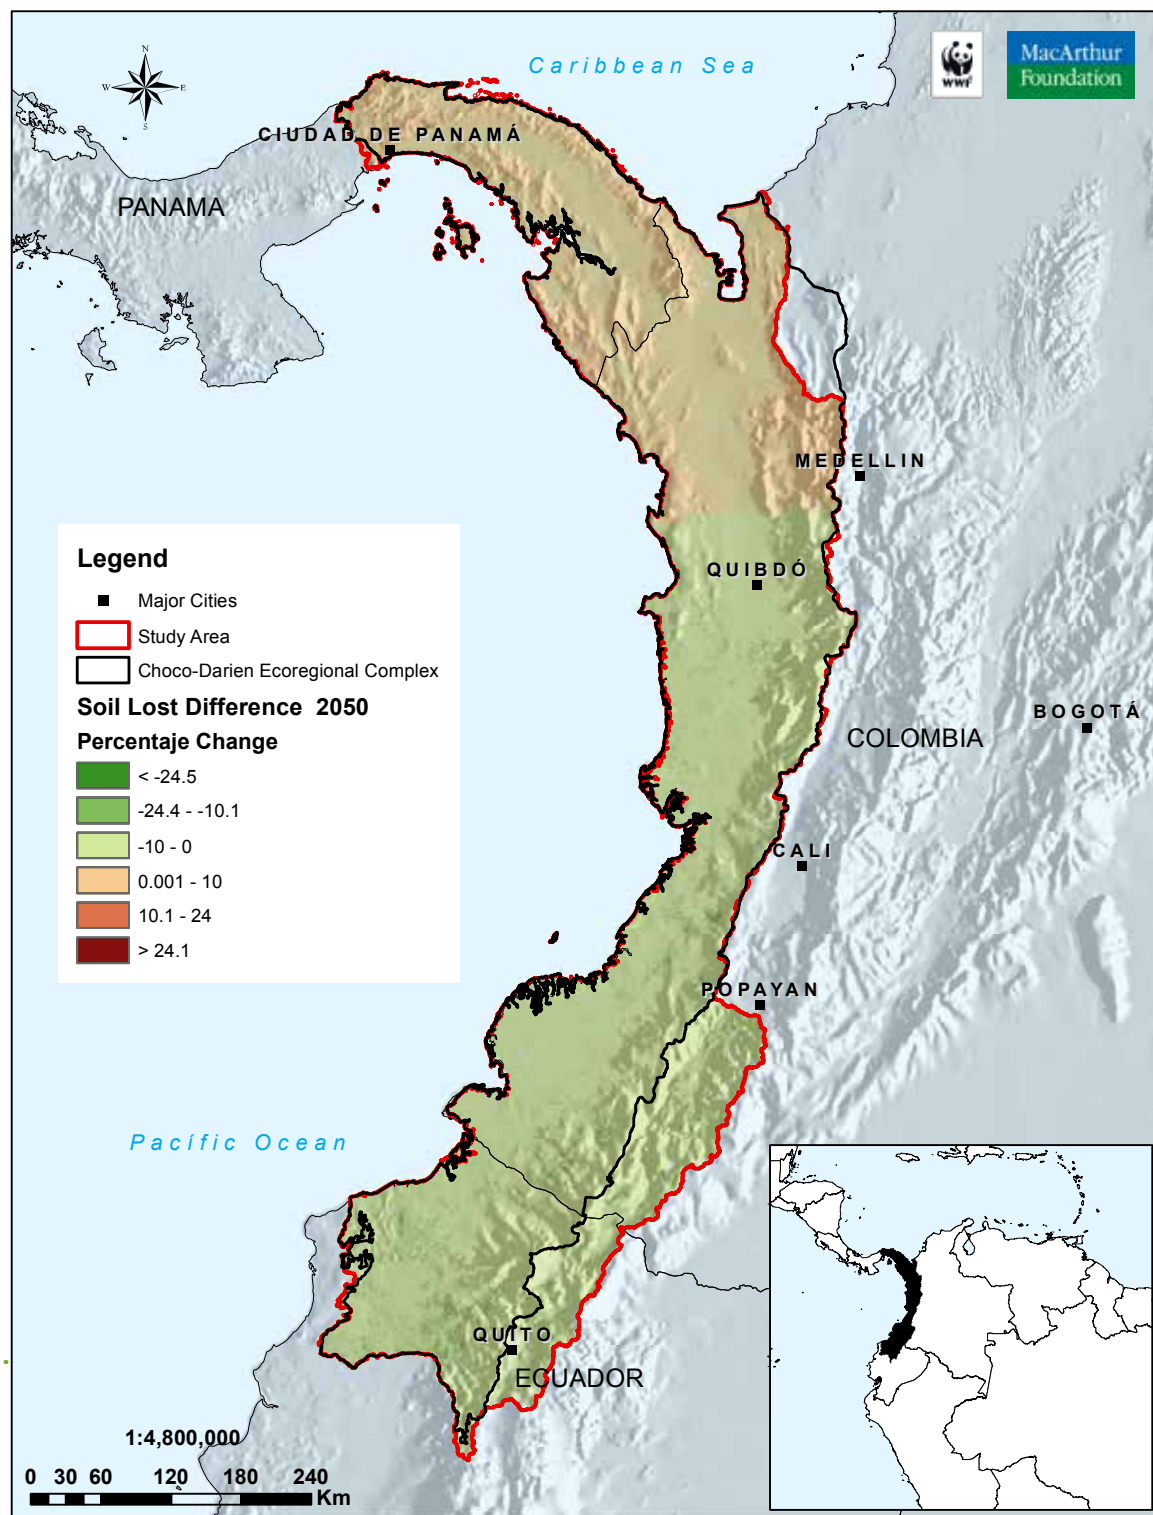 N
W E
S
Caribbean Sea
WWF
MacArthur
Foundation
CIUDAD DE PANAMÁ
PANAMA
MEDELLIN
QUIBDÓ
BOGOTÁ
COLOMBIA
CALI
POPAYAN
Pacífic Ocean
QUITO
ECUADOR
Legend
Major Cities
Study Area
Choco-Darien Ecoregional Complex
Soil Lost Difference 2050
Percentaje Change
< -24.5
-24.4 - -10.1
-10 - 0
0.001 - 10
10.1 - 24
> 24.1
1:4,800,000
0 30 60 120 180 240
Km